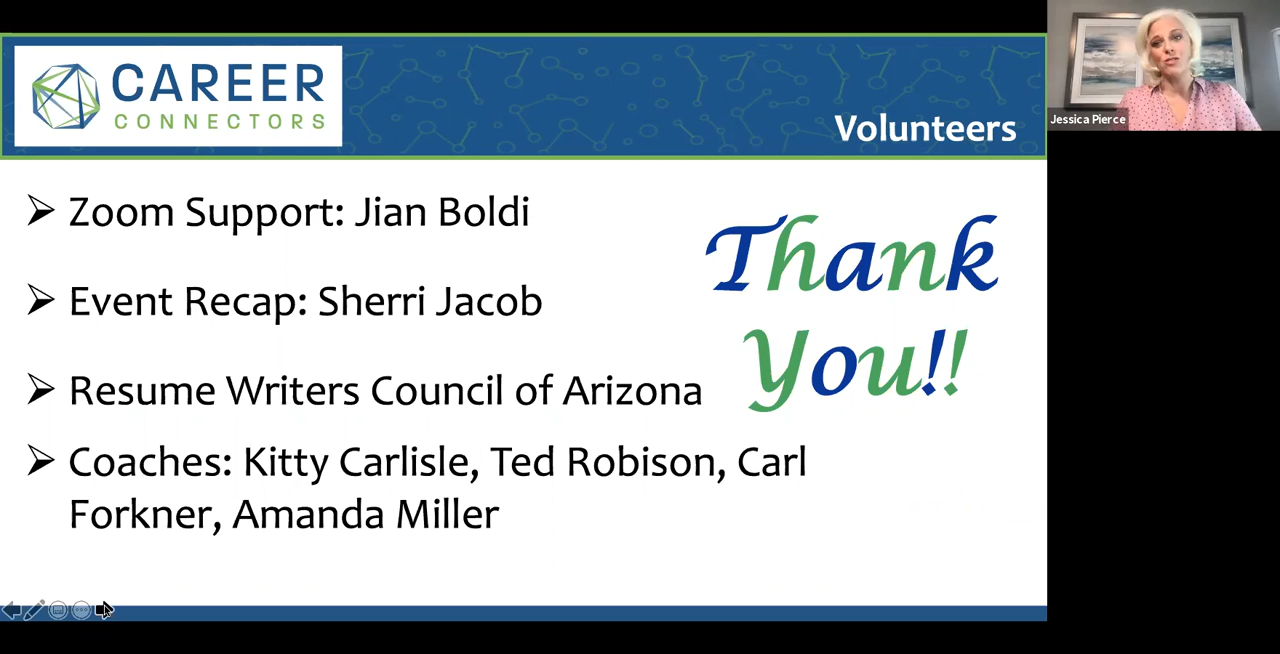 CAREER
CONNECTORS
Volunteers
Jessica Pierce
Zoom Support: Jian Boldi
Event Recap: Sherri Jacob
Resume Writers Council of Arizona
Coaches: Kitty Carlisle, Ted Robison, Carl
Forkner, Amanda Miller
Thank
You!!